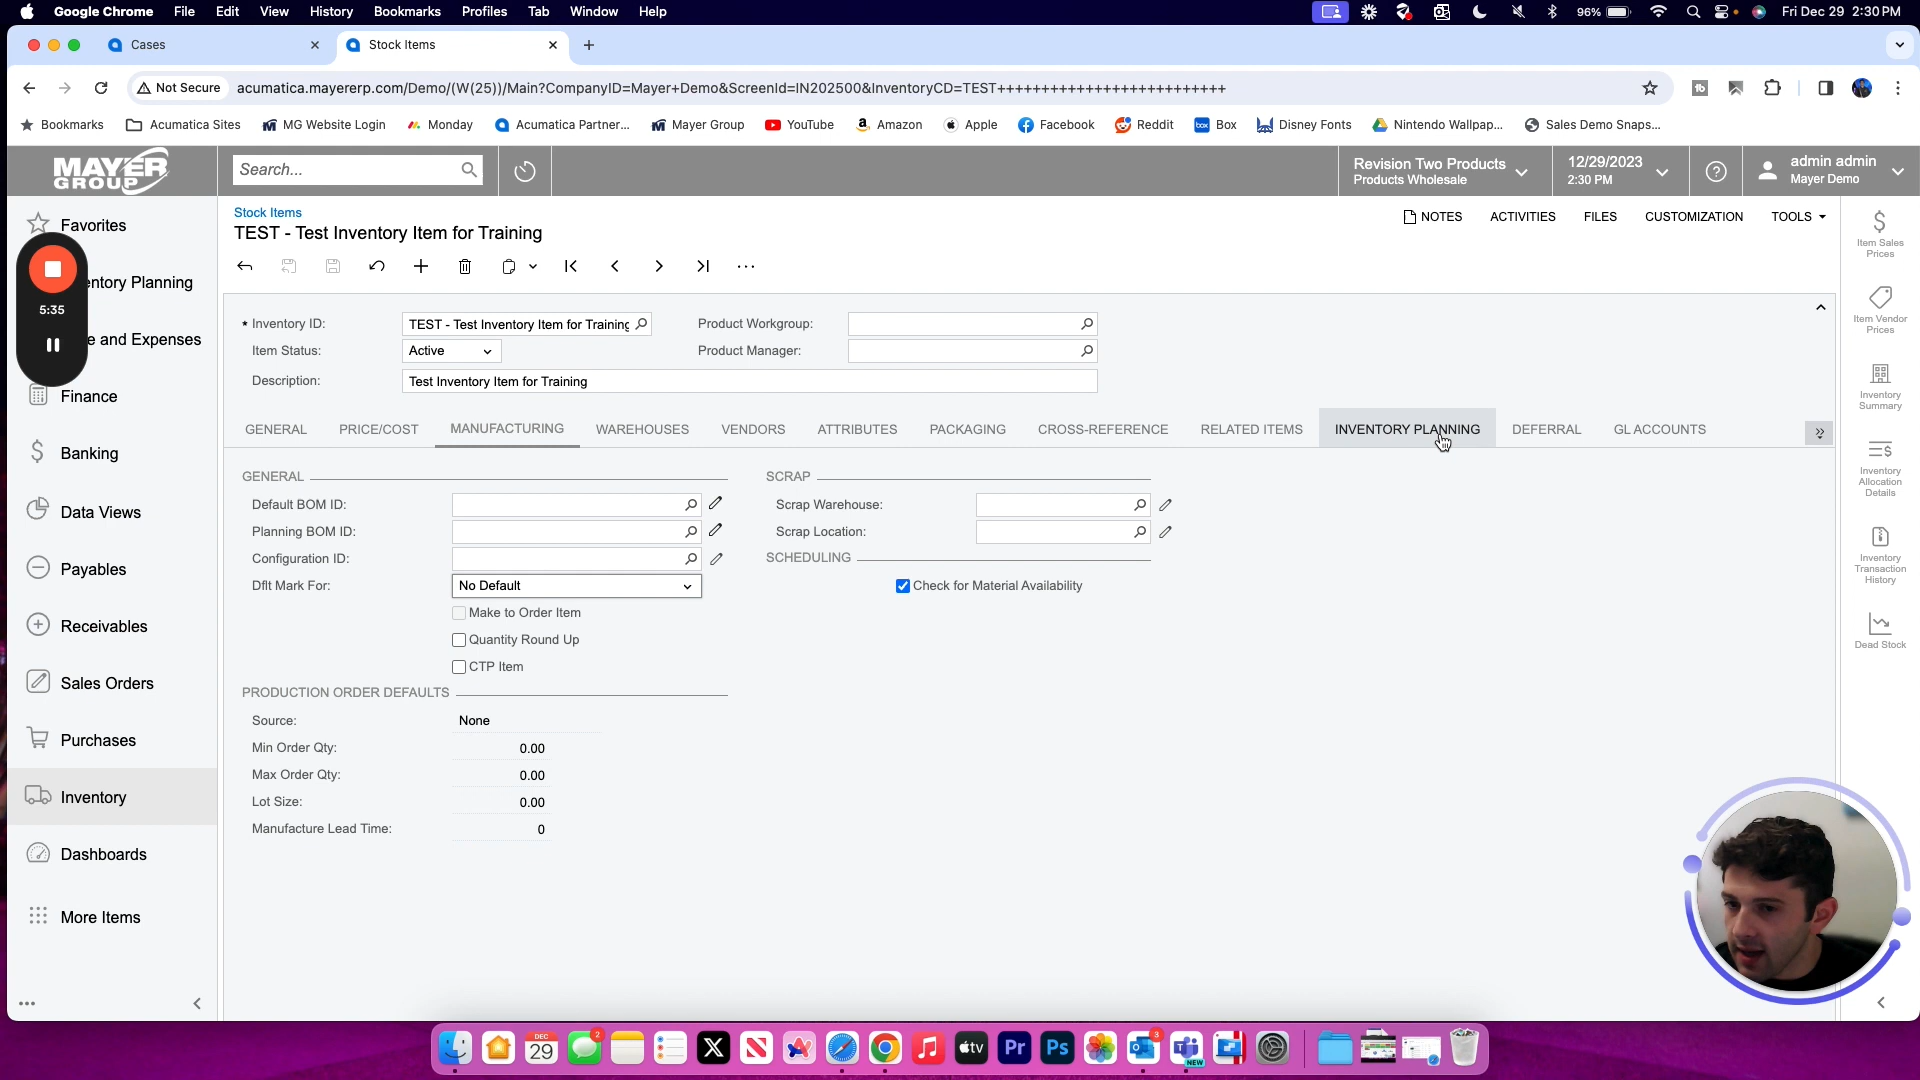 Google Chrome File Edit View History Bookmarks Profiles Tab Window Help 96% Fri Dec 29 2:30 PM
Cases
Stock Items
Not Secure acumatica.mayererp.com/Demo/(W(25))/Main?CompanyID=Mayer+Demo&ScreenId=IN202500&InventoryCD=TEST++++++++++++++++++++++++++
Bookmarks Acumatica Sites MG Website Login Monday Acumatica Partner... Mayer Group YouTube Amazon Apple Facebook Reddit Box Disney Fonts Nintendo Wallpap... Sales Demo Snaps...
MAYER GROUP
Search...
Revision Two Products
Products Wholesale
12/29/2023
2:30 PM
admin admin
Mayer Demo
Favorites
entory Planning
e and Expenses
Finance
Banking
Data Views
Payables
Receivables
Sales Orders
Purchases
Inventory
Dashboards
More Items
5:35
Stock Items
TEST - Test Inventory Item for Training
NOTES ACTIVITIES FILES CUSTOMIZATION TOOLS
* Inventory ID: TEST - Test Inventory Item for Training Product Workgroup:
Item Status: Active Product Manager:
Description: Test Inventory Item for Training
GENERAL PRICE/COST MANUFACTURING WAREHOUSES VENDORS ATTRIBUTES PACKAGING CROSS-REFERENCE RELATED ITEMS INVENTORY PLANNING DEFERRAL GL ACCOUNTS
GENERAL
Default BOM ID:
Planning BOM ID:
Configuration ID:
Dflt Mark For: No Default
Make to Order Item
Quantity Round Up
CTP Item
PRODUCTION ORDER DEFAULTS
Source: None
Min Order Qty: 0.00
Max Order Qty: 0.00
Lot Size: 0.00
Manufacture Lead Time: 0
SCRAP
Scrap Warehouse:
Scrap Location:
SCHEDULING
Check for Material Availability
Item Sales
Prices
Item Vendor
Prices
Inventory
Summary
Inventory
Allocation
Details
Inventory
Transaction
History
Dead Stock
DEC
29
2
tv
Pr
Ps
3
NEW